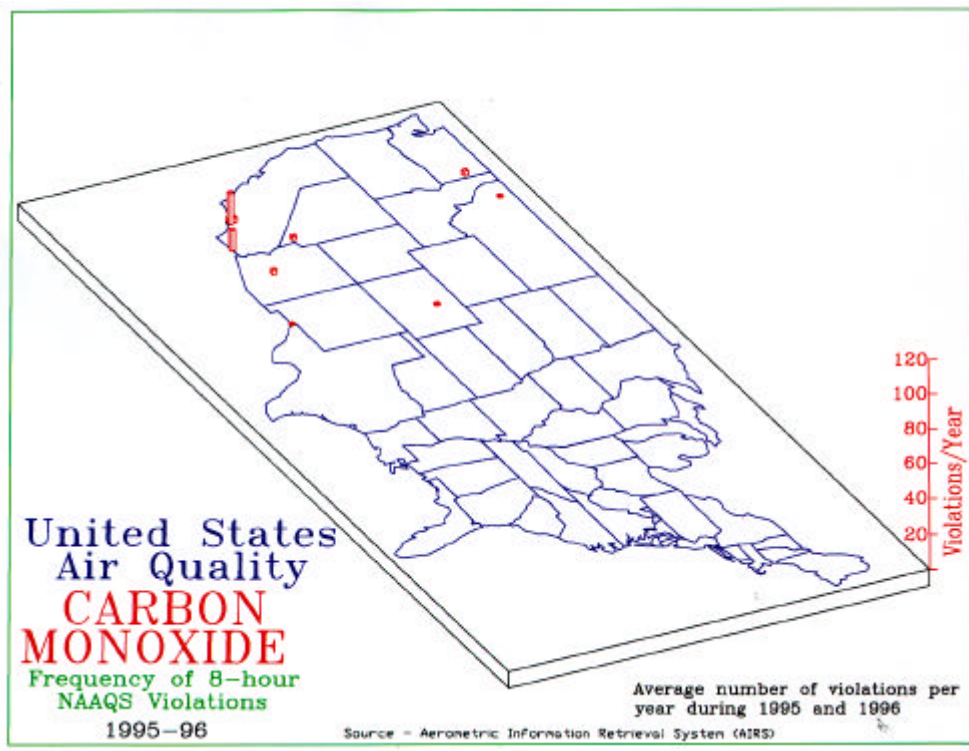 120
100
80
60
40
20
Violations/Year
United States
Air Quality
CARBON
MONOXIDE
Frequency of 8-hour
NAAQS Violations
1995-96
Average number of violations per
year during 1995 and 1996
Source - Aerometric Information Retrieval System (AIRS)